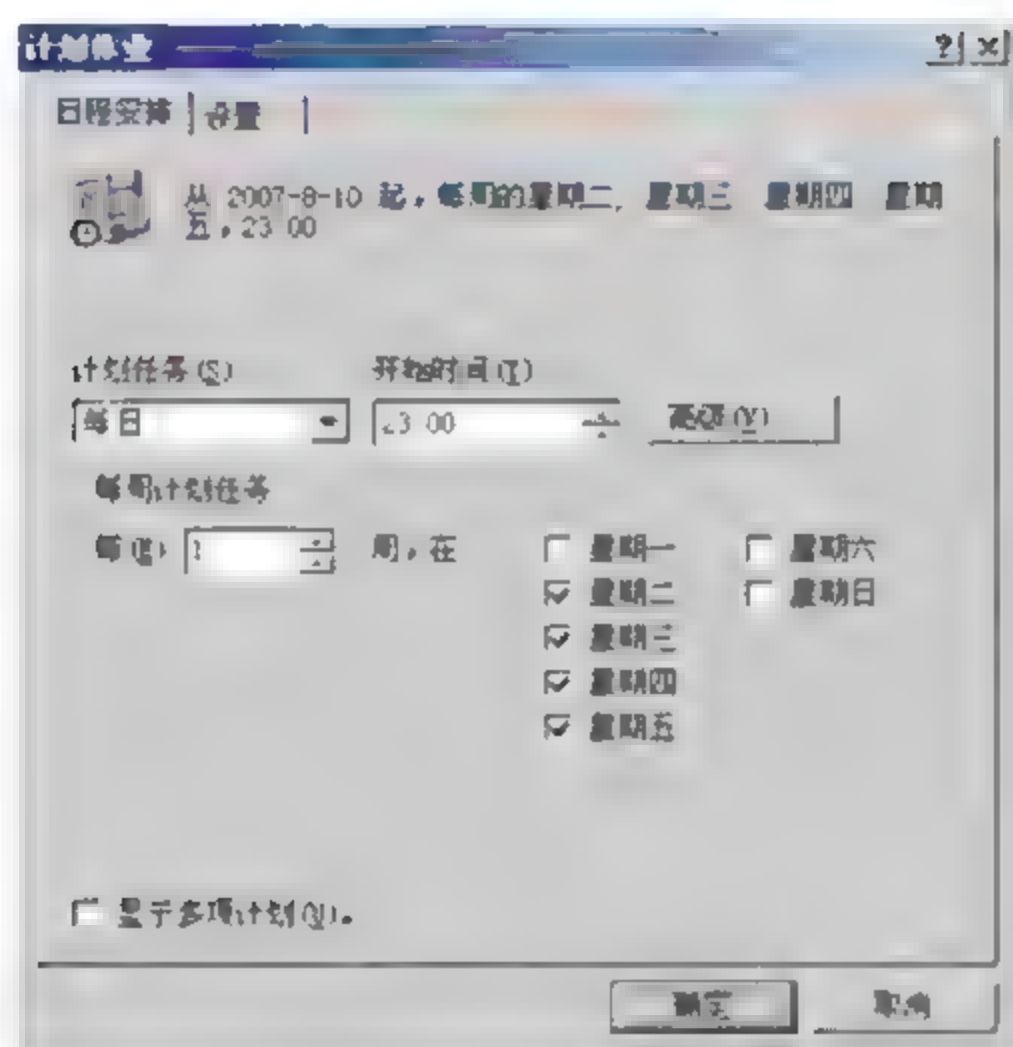 计划作业
日程安排 设置
从 2007-8-10 起，每周的星期二, 星期三 星期四 星期
五，23 00
计划任务(S) 开始时间(T)
23 00 高级(V)
每周计划任务
每(E) 周，在 星期一 星期六
星期二 星期日
星期三
星期四
星期五
显示多项计划
确定 取消